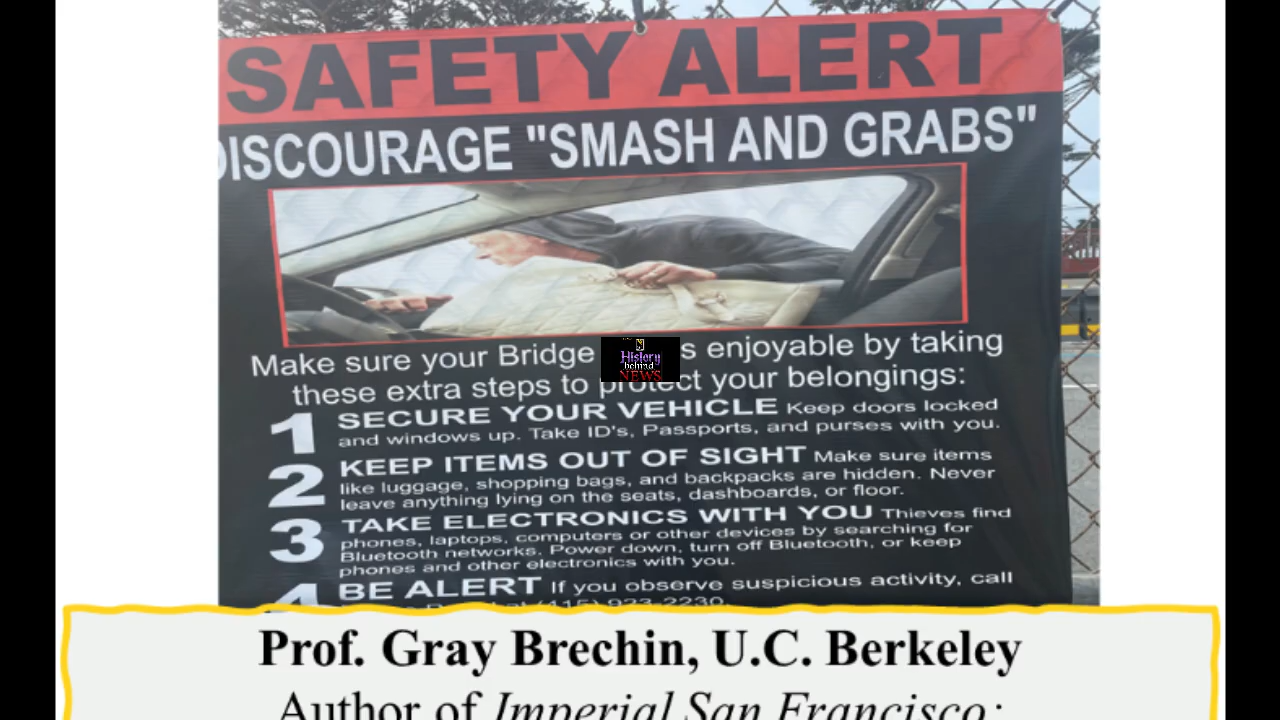 SAFETY ALERT
DISCOURAGE "SMASH AND GRABS"
Make sure your Bridge s enjoyable by taking
these extra steps to protect your belongings:
History
behind
NEWS
1 SECURE YOUR VEHICLE Keep doors locked
and windows up. Take ID's, Passports, and purses with you.
2 KEEP ITEMS OUT OF SIGHT Make sure items
like luggage, shopping bags, and backpacks are hidden. Never
leave anything lying on the seats, dashboards, or floor.
3 TAKE ELECTRONICS WITH YOU Thieves find
phones, laptops, computers or other devices by searching for
Bluetooth networks. Power down, turn off Bluetooth, or keep
phones and other electronics with you.
4 BE ALERT If you observe suspicious activity, call
(415) 923-2230.
Prof. Gray Brechin, U.C. Berkeley
Author of Imperial San Francisco: